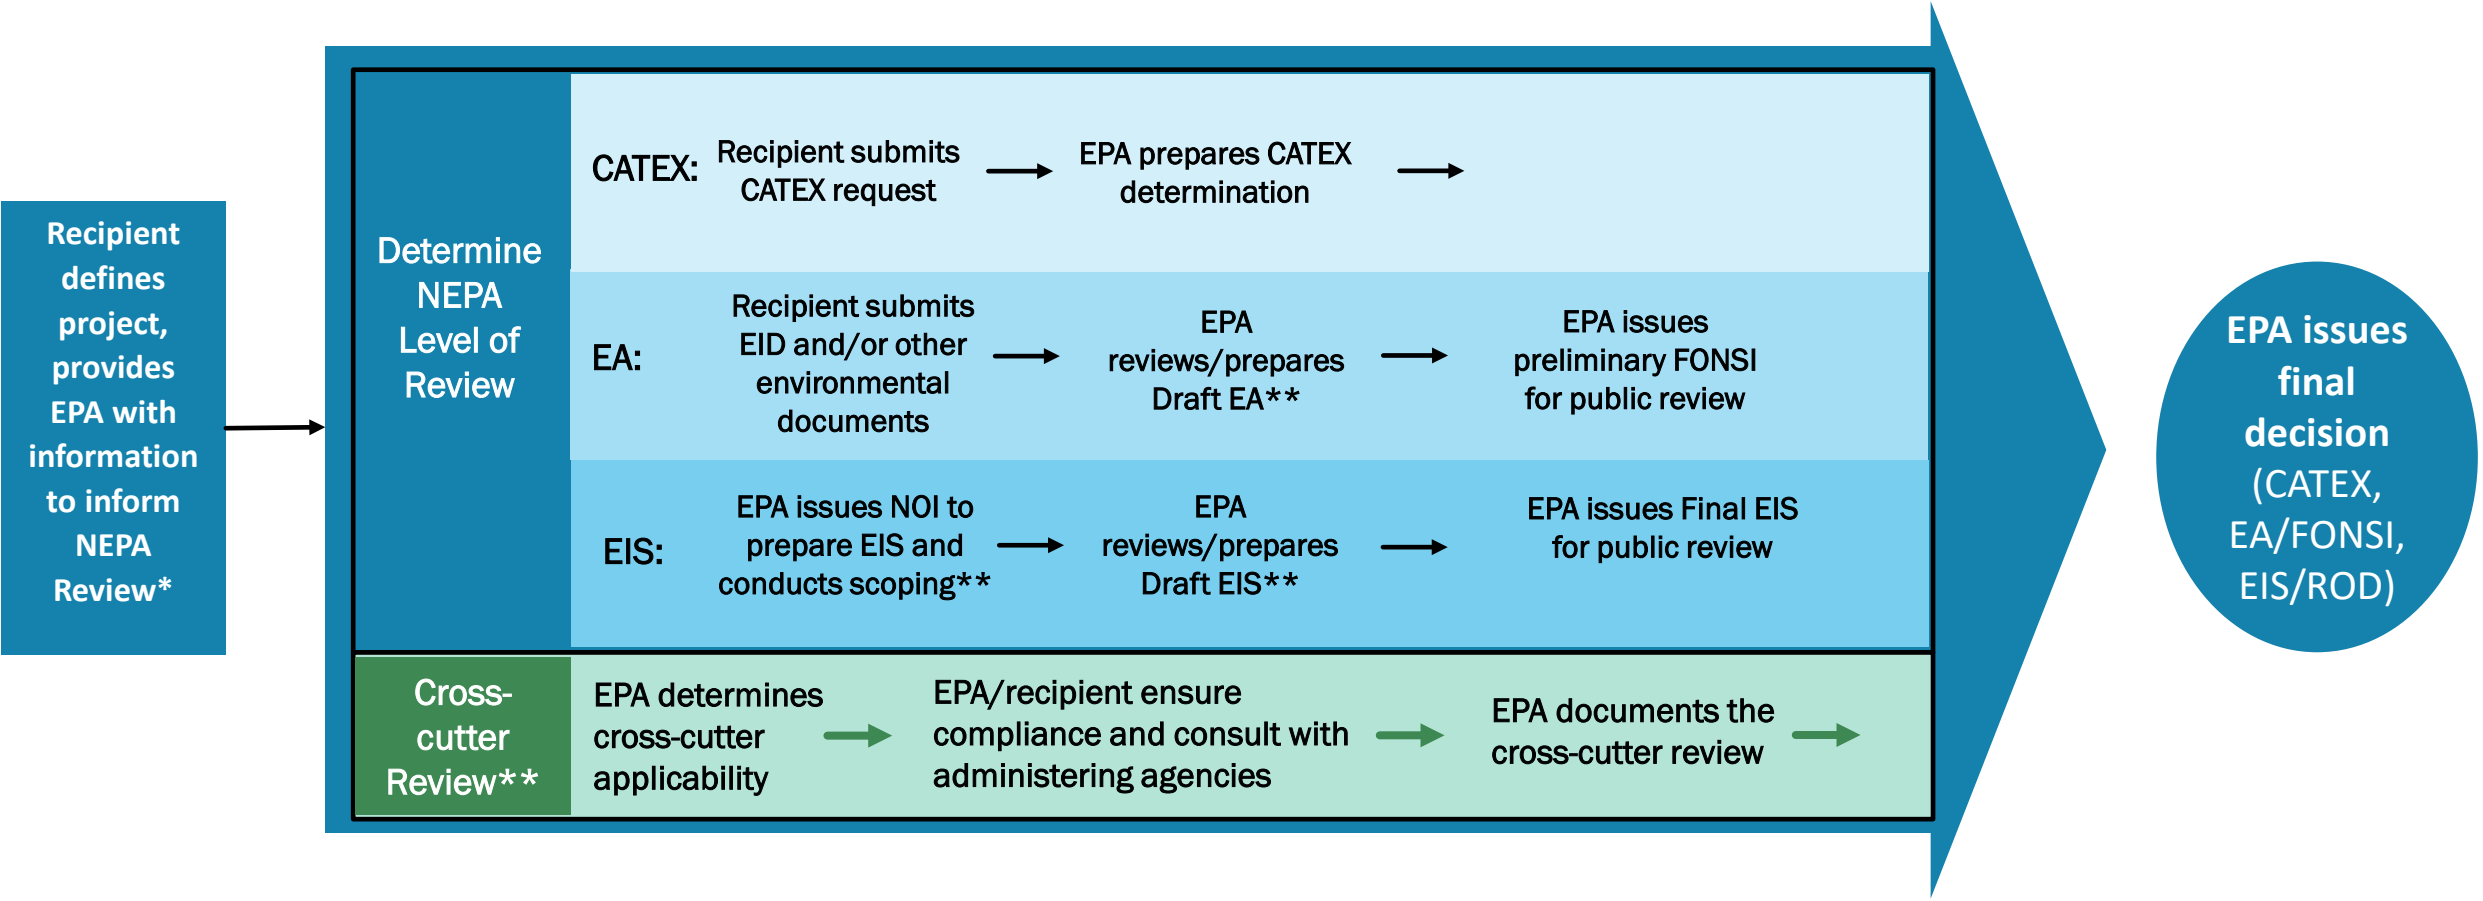 Recipient
defines
project,
provides
EPA with
information
to inform
NEPA
Review*
Determine
NEPA
Level of
Review
CATEX:
Recipient submits
CATEX request
EPA prepares CATEX
determination
EA:
Recipient submits
EID and/or other
environmental
documents
EPA
reviews/prepares
Draft EA**
EPA issues
preliminary FONSI
for public review
EIS:
EPA issues NOI to
prepare EIS and
conducts scoping**
EPA
reviews/prepares
Draft EIS**
EPA issues Final EIS
for public review
Cross-
cutter
Review**
EPA determines
cross-cutter
applicability
EPA/recipient ensure
compliance and consult with
administering agencies
EPA documents the
cross-cutter review
EPA issues
final
decision
(CATEX,
EA/FONSI,
EIS/ROD)